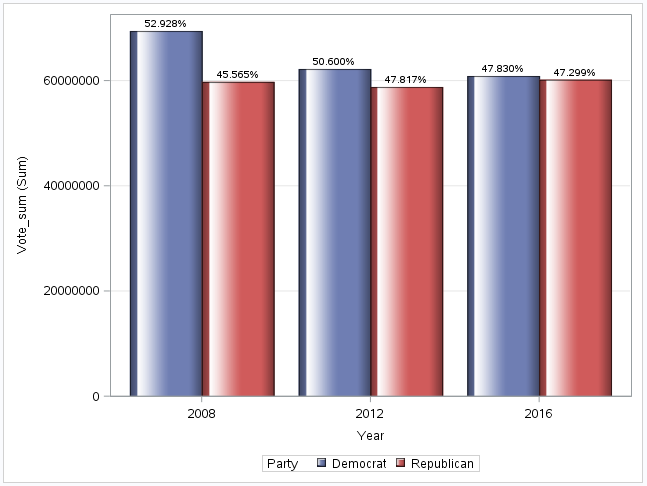 52.928%
50.600%
45.565%
47.817%
47.830%
47.299%
60000000
40000000
20000000
0
Vote_sum (Sum)
2008 2012 2016
Year
Party Democrat Republican